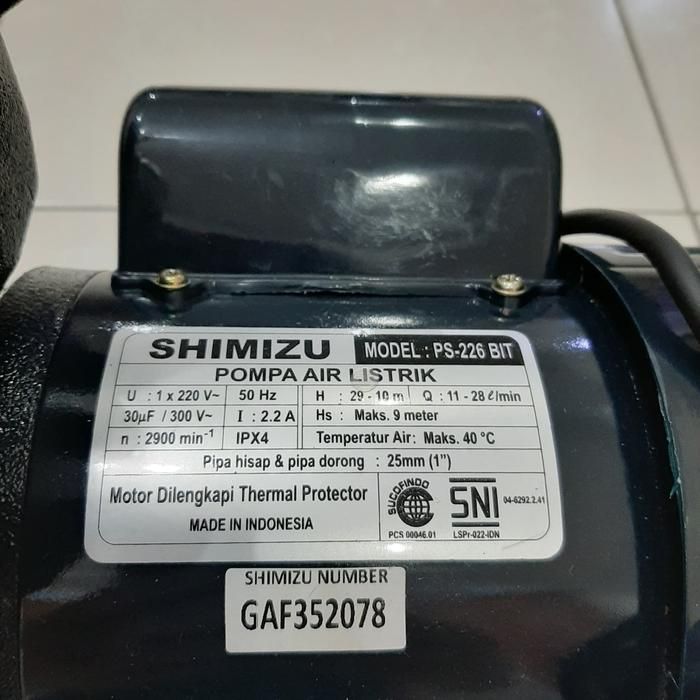 SHIMIZU MODEL : PS-226 BIT
POMPA AIR LISTRIK
U : 1 x 220 V~ 50 Hz H : 29 - 10 m Q : 11 - 28 ℓ/min
30µF / 300 V~ I : 2.2 A Hs : Maks. 9 meter
n : 2900 min⁻¹ IPX4 Temperatur Air : Maks. 40 °C
Pipa hisap & pipa dorong : 25mm (1")
Motor Dilengkapi Thermal Protector
MADE IN INDONESIA
SUCOFINDO
PCS 00046.01
SNI 04-6292.2.41
LSPr-022-IDN
SHIMIZU NUMBER
GAF352078